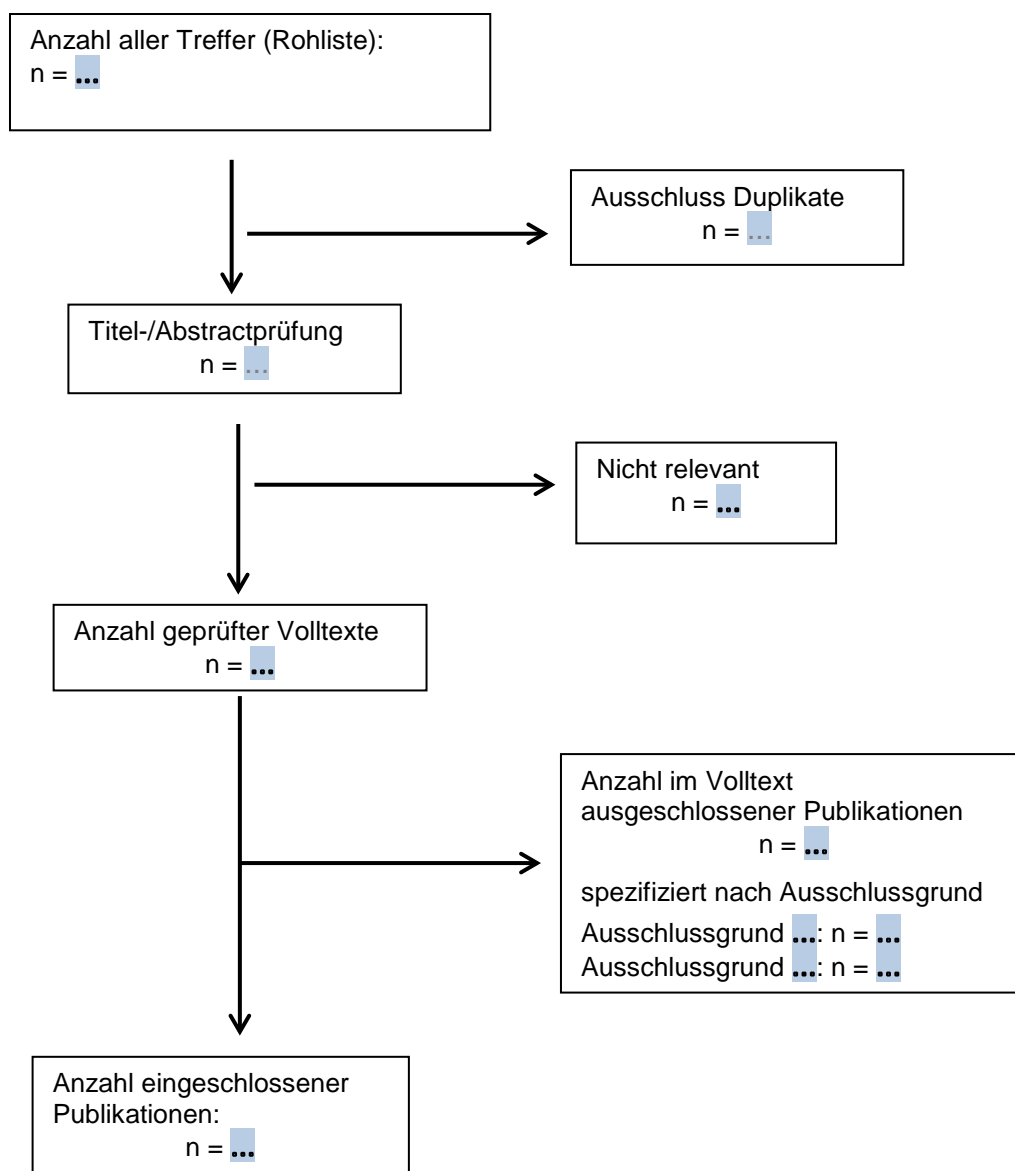 Anzahl aller Treffer (Rohliste):
n = ...
Ausschluss Duplikate
n = ...
Titel-/Abstractprüfung
n = ...
Nicht relevant
n = ...
Anzahl geprüfter Volltexte
n = ...
Anzahl im Volltext
ausgeschlossener Publikationen
n = ...
spezifiziert nach Ausschlussgrund
Ausschlussgrund ...: n = ...
Ausschlussgrund ...: n = ...
Anzahl eingeschlossener
Publikationen:
n = ...